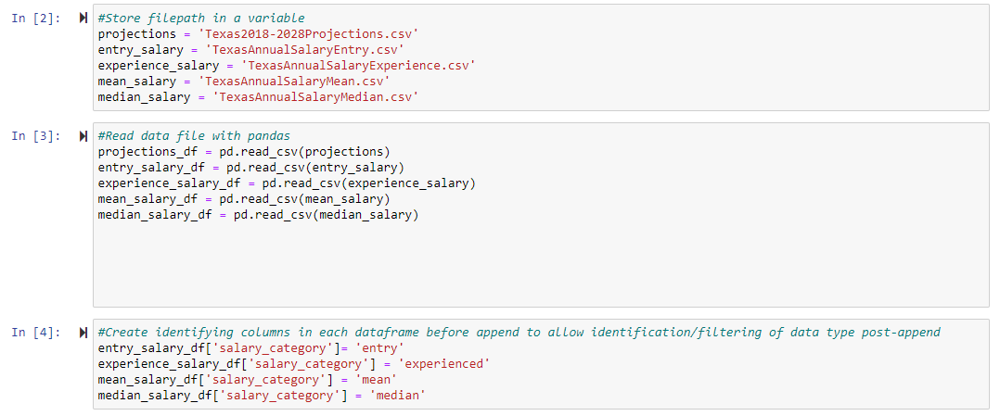 In [2]:
#Store filepath in a variable
projections = 'Texas2018-2028Projections.csv'
entry_salary = 'TexasAnnualSalaryEntry.csv'
experience_salary = 'TexasAnnualSalaryExperience.csv'
mean_salary = 'TexasAnnualSalaryMean.csv'
median_salary = 'TexasAnnualSalaryMedian.csv'
In [3]:
#Read data file with pandas
projections_df = pd.read_csv(projections)
entry_salary_df = pd.read_csv(entry_salary)
experience_salary_df = pd.read_csv(experience_salary)
mean_salary_df = pd.read_csv(mean_salary)
median_salary_df = pd.read_csv(median_salary)
In [4]:
#Create identifying columns in each dataframe before append to allow identification/filtering of data type post-append
entry_salary_df['salary_category']= 'entry'
experience_salary_df['salary_category'] = 'experienced'
mean_salary_df['salary_category'] = 'mean'
median_salary_df['salary_category'] = 'median'